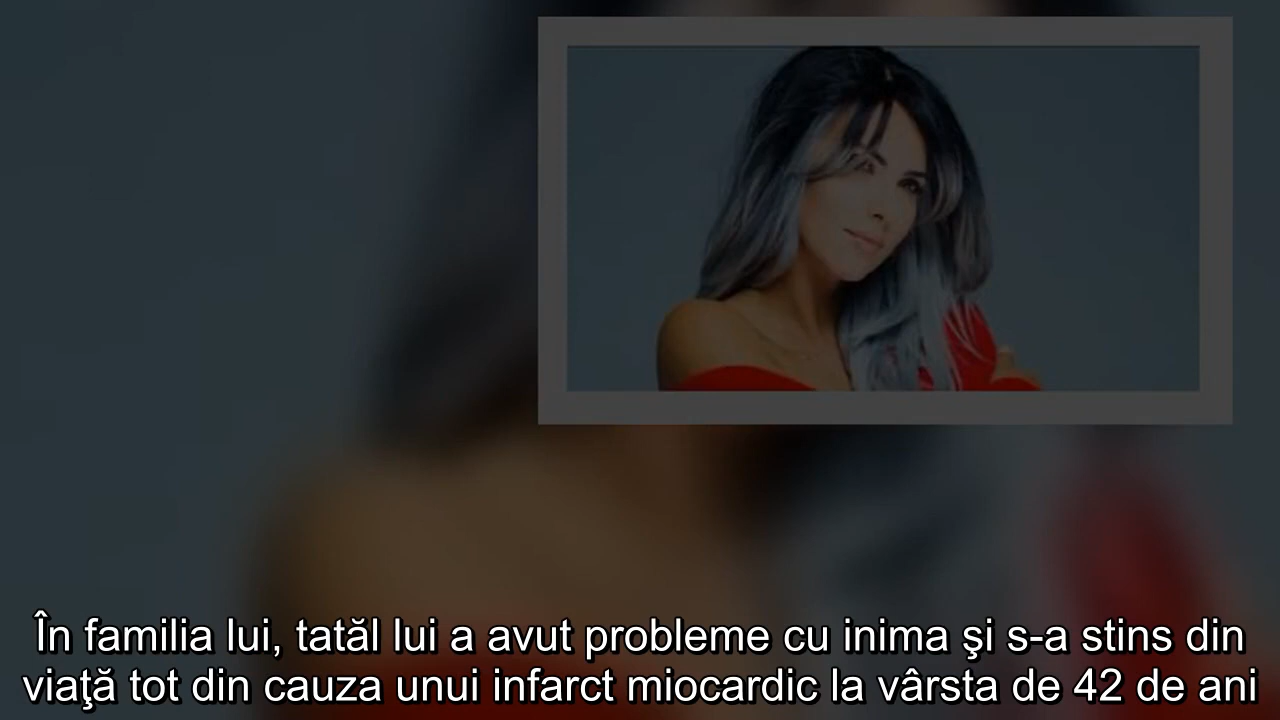 În familia lui, tatăl lui a avut probleme cu inima şi s-a stins din
viaţă tot din cauza unui infarct miocardic la vârsta de 42 de ani